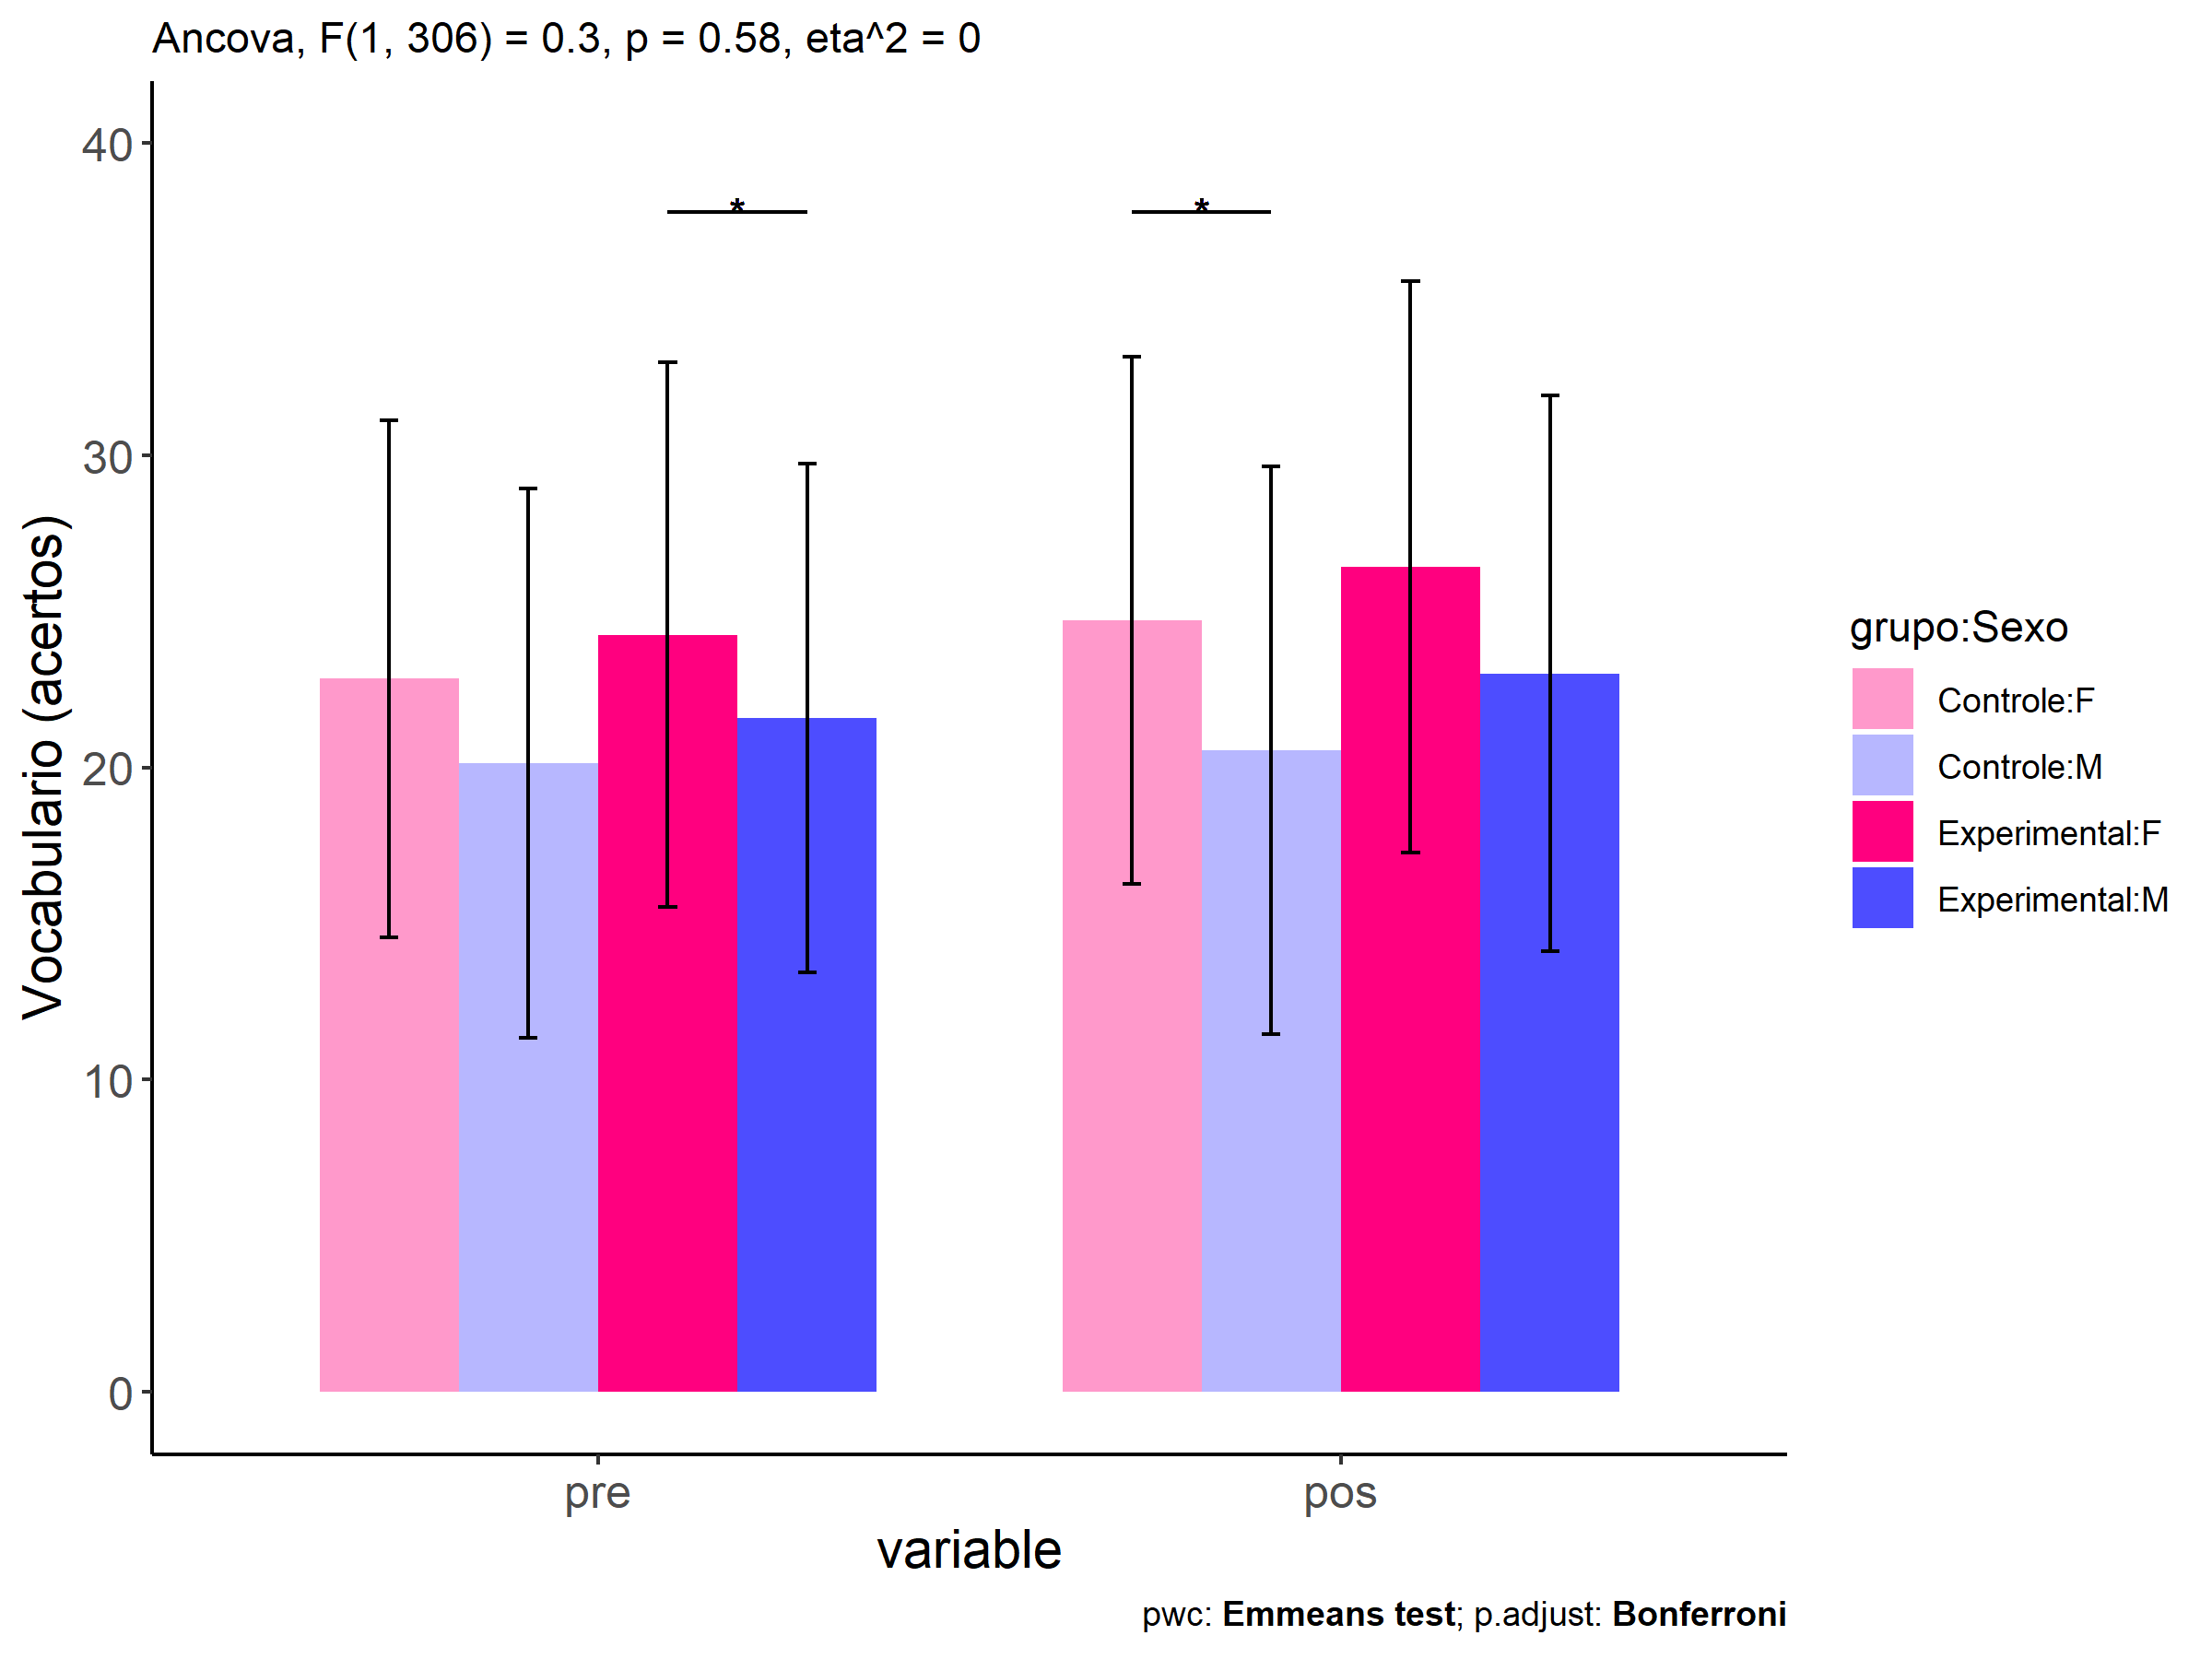 Ancova, F(1, 306) = 0.3, p = 0.58, eta^2 = 0
Vocabulario (acertos)
40
30
20
10
0
*
*
pre
pos
variable
grupo:Sexo
Controle:F
Controle:M
Experimental:F
Experimental:M
pwc: Emmeans test; p.adjust: Bonferroni